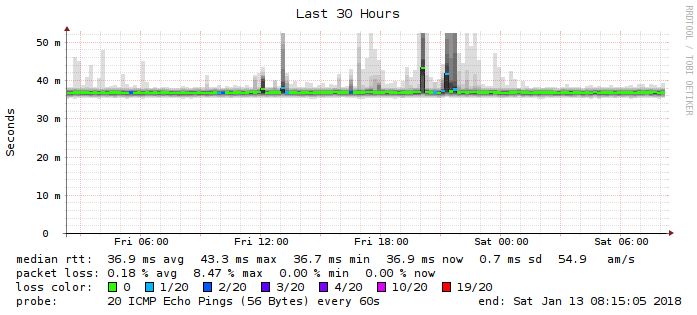 Last 30 Hours
RRDTOOL / TOBI OETIKER
Seconds
50 m
40 m
30 m
20 m
10 m
0
Fri 06:00 Fri 12:00 Fri 18:00 Sat 00:00 Sat 06:00
median rtt: 36.9 ms avg 43.3 ms max 36.7 ms min 36.9 ms now 0.7 ms sd 54.9 am/s
packet loss: 0.18 % avg 8.47 % max 0.00 % min 0.00 % now
loss color: 0 1/20 2/20 3/20 4/20 10/20 19/20
probe: 20 ICMP Echo Pings (56 Bytes) every 60s end: Sat Jan 13 08:15:05 2018